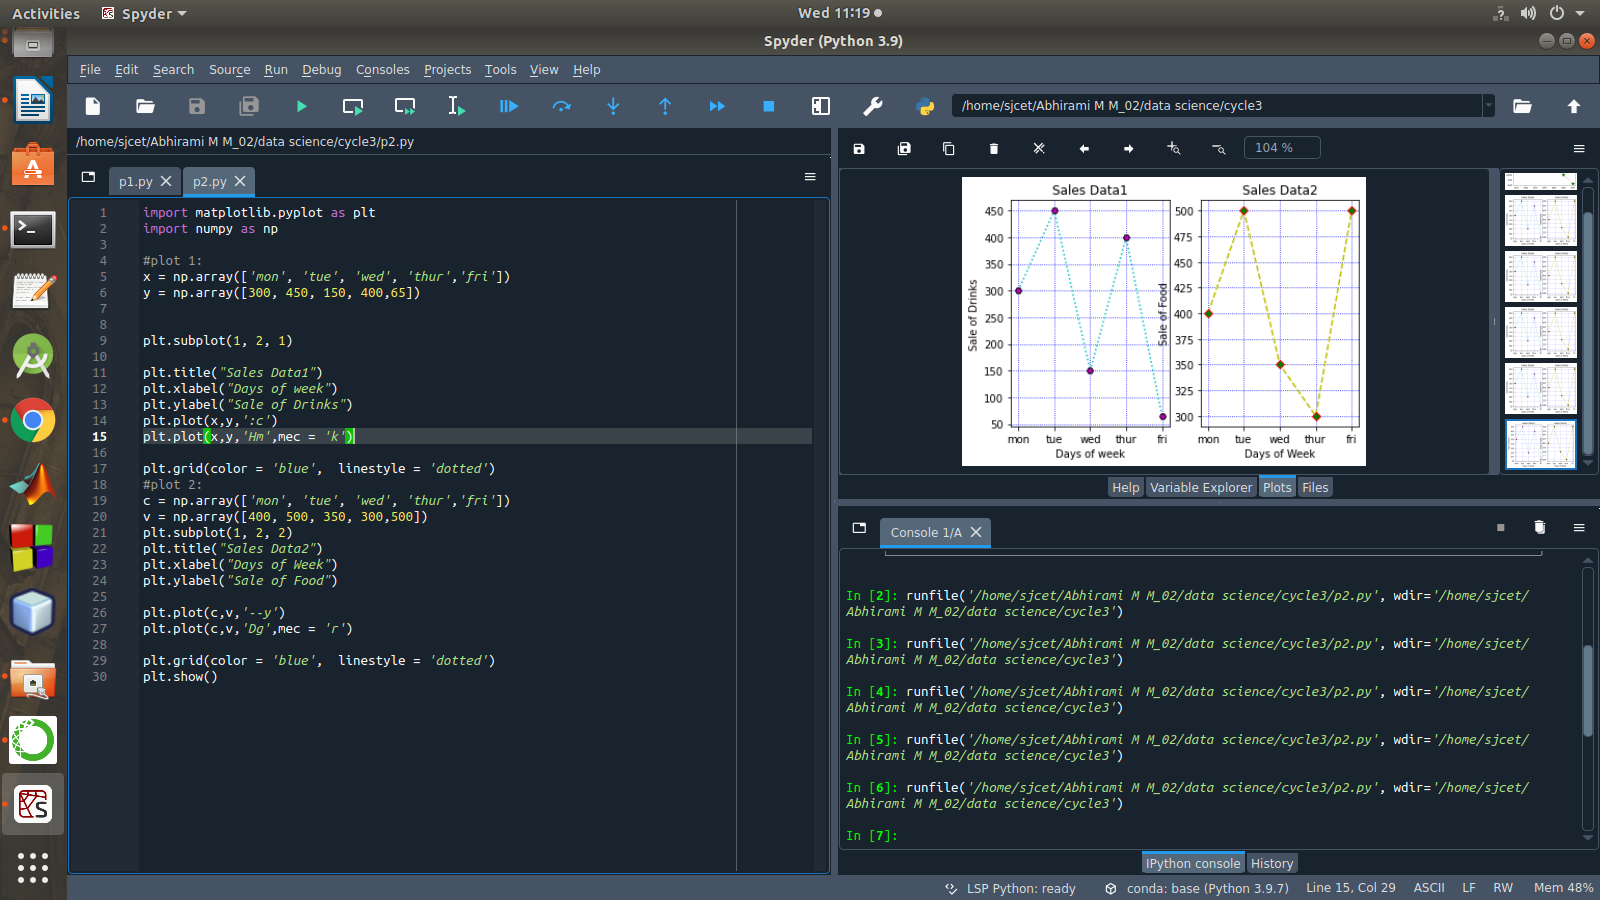 Activities
Spyder
Wed 11:19
Spyder (Python 3.9)
File Edit Search Source Run Debug Consoles Projects Tools View Help
/home/sjcet/Abhirami M M_02/data science/cycle3
/home/sjcet/Abhirami M M_02/data science/cycle3/p2.py
p1.py
p2.py
1 import matplotlib.pyplot as plt
2 import numpy as np
3
4 #plot 1:
5 x = np.array(['mon', 'tue', 'wed', 'thur','fri'])
6 y = np.array([300, 450, 150, 400,65])
7
8
9 plt.subplot(1, 2, 1)
10
11 plt.title("Sales Data1")
12 plt.xlabel("Days of week")
13 plt.ylabel("Sale of Drinks")
14 plt.plot(x,y,':c')
15 plt.plot(x,y,'Hm',mec = 'k')
16
17 plt.grid(color = 'blue',  linestyle = 'dotted')
18 #plot 2:
19 c = np.array(['mon', 'tue', 'wed', 'thur','fri'])
20 v = np.array([400, 500, 350, 300,500])
21 plt.subplot(1, 2, 2)
22 plt.title("Sales Data2")
23 plt.xlabel("Days of Week")
24 plt.ylabel("Sale of Food")
25
26 plt.plot(c,v,'--y')
27 plt.plot(c,v,'Dg',mec = 'r')
28
29 plt.grid(color = 'blue',  linestyle = 'dotted')
30 plt.show()
104 %
Sales Data1
Sale of Drinks
450
400
350
300
250
200
150
100
50
mon tue wed thur fri
Days of week
Sales Data2
Sale of Food
500
475
450
425
400
375
350
325
300
mon tue wed thur fri
Days of Week
Help Variable Explorer Plots Files
Console 1/A
In [2]: runfile('/home/sjcet/Abhirami M M_02/data science/cycle3/p2.py', wdir='/home/sjcet/
Abhirami M M_02/data science/cycle3')
In [3]: runfile('/home/sjcet/Abhirami M M_02/data science/cycle3/p2.py', wdir='/home/sjcet/
Abhirami M M_02/data science/cycle3')
In [4]: runfile('/home/sjcet/Abhirami M M_02/data science/cycle3/p2.py', wdir='/home/sjcet/
Abhirami M M_02/data science/cycle3')
In [5]: runfile('/home/sjcet/Abhirami M M_02/data science/cycle3/p2.py', wdir='/home/sjcet/
Abhirami M M_02/data science/cycle3')
In [6]: runfile('/home/sjcet/Abhirami M M_02/data science/cycle3/p2.py', wdir='/home/sjcet/
Abhirami M M_02/data science/cycle3')
In [7]:
IPython console History
LSP Python: ready conda: base (Python 3.9.7) Line 15, Col 29 ASCII LF RW Mem 48%